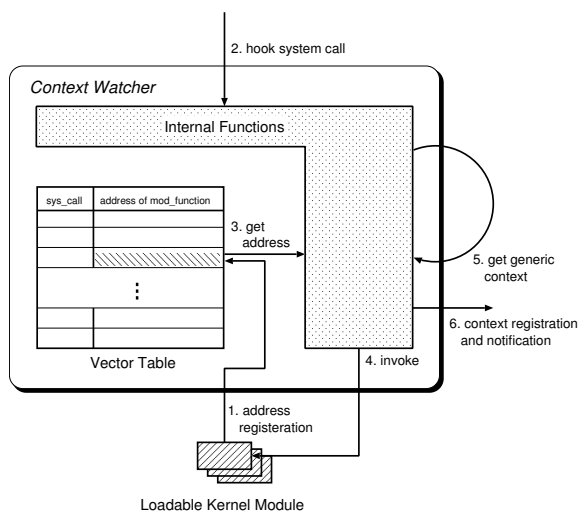 2. hook system call
Context Watcher
Internal Functions
sys_call
address of mod_function
3. get
address
5. get generic
context
6. context registration
and notification
Vector Table
4. invoke
1. address
registeration
Loadable Kernel Module